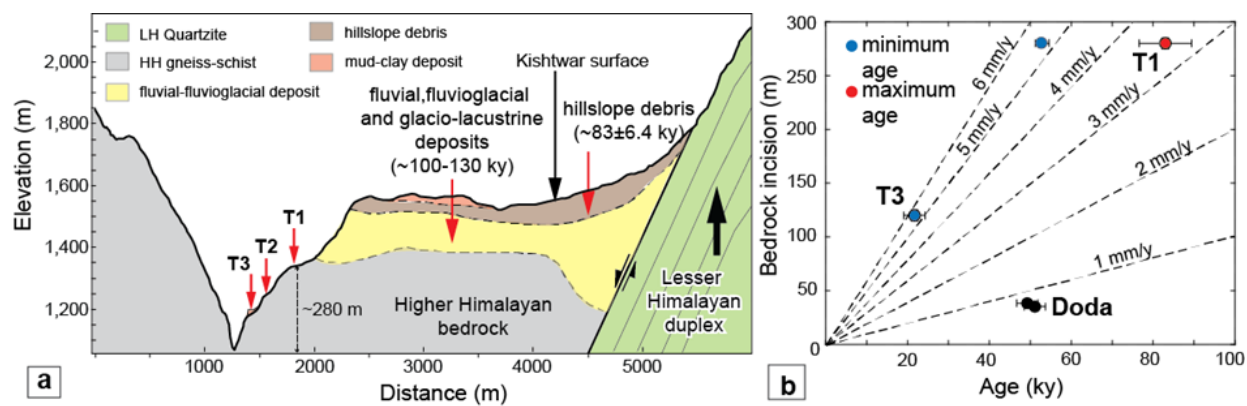 LH Quartzite
HH gneiss-schist
fluvial-fluvioglacial deposit
hillslope debris
mud-clay deposit
Kishtwar surface
fluvial,fluvioglacial
and glacio-lacustrine
deposits
(~100-130 ky)
hillslope debris
(~83±6.4 ky)
T1
T2
T3
~280 m
Higher Himalayan
bedrock
Lesser
Himalayan
duplex
Elevation (m)
2,000
1,800
1,600
1,400
1,200
1000
2000
3000
4000
5000
Distance (m)
a
minimum
age
maximum
age
6 mm/y
5 mm/y
4 mm/y
3 mm/y
2 mm/y
1 mm/y
T1
T3
Doda
Bedrock incision (m)
300
250
200
150
100
50
0
20
40
60
80
100
Age (ky)
b